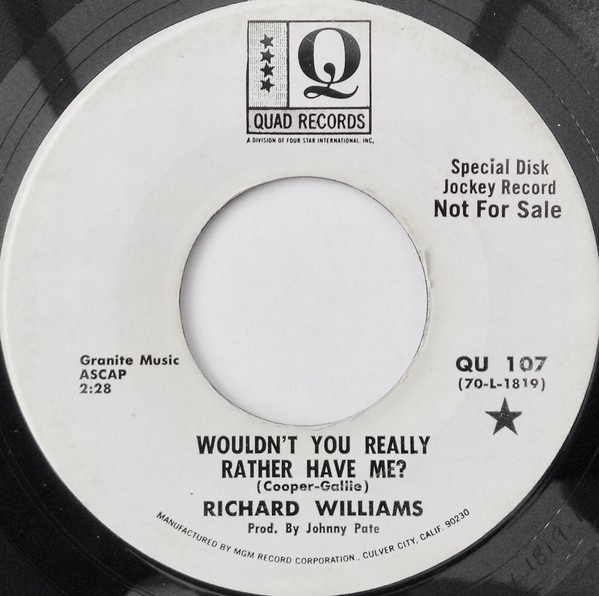 Q
QUAD RECORDS
A DIVISION OF FOUR STAR INTERNATIONAL, INC.
Special Disk
Jockey Record
Not For Sale
Granite Music
ASCAP
2:28
QU 107
(70-L-1819)
WOULDN'T YOU REALLY
RATHER HAVE ME?
(Cooper-Gallie)
RICHARD WILLIAMS
Prod. By Johnny Pate
MANUFACTURED BY MGM RECORD CORPORATION., CULVER CITY, CALIF. 90230